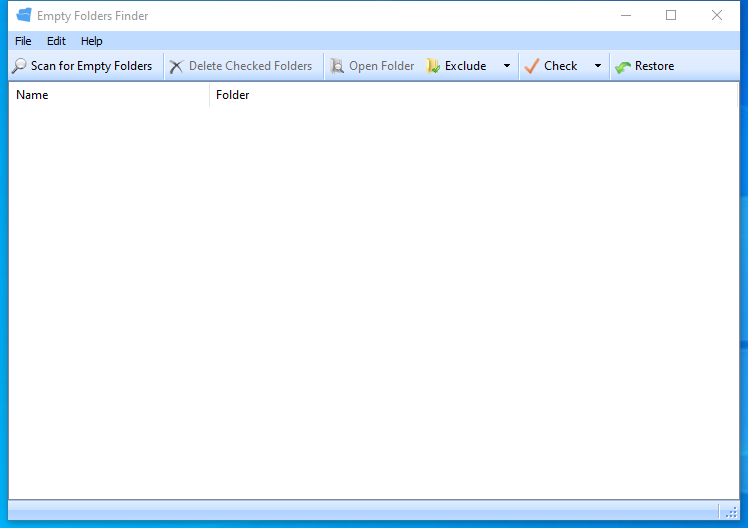 Empty Folders Finder
File Edit Help
Scan for Empty Folders Delete Checked Folders Open Folder Exclude Check Restore
Name Folder